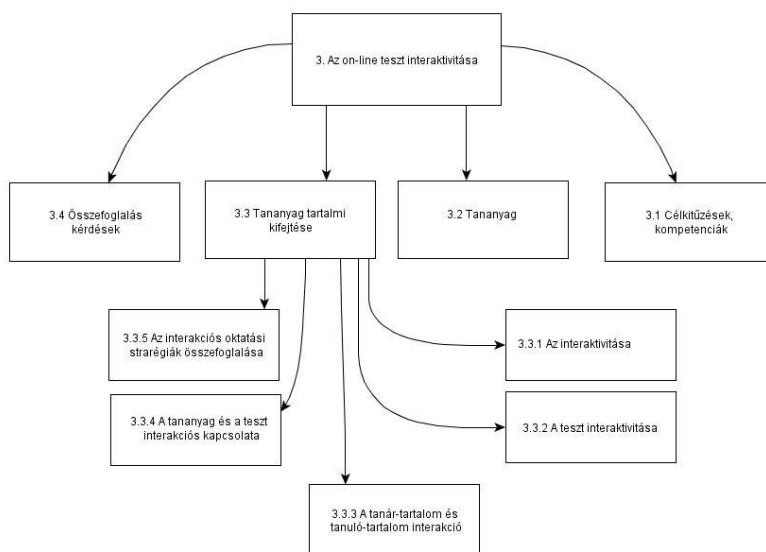 3. Az on-line teszt interaktivitása
3.4 Összefoglalás
kérdések
3.3 Tananyag tartalmi
kifejtése
3.2 Tananyag
3.1 Célkitűzések,
kompetenciák
3.3.5 Az interakciós oktatási
strarégiák összefoglalása
3.3.1 Az interaktivitása
3.3.4 A tananyag és a teszt
interakciós kapcsolata
3.3.2 A teszt interaktivitása
3.3.3 A tanár-tartalom és
tanuló-tartalom interakció